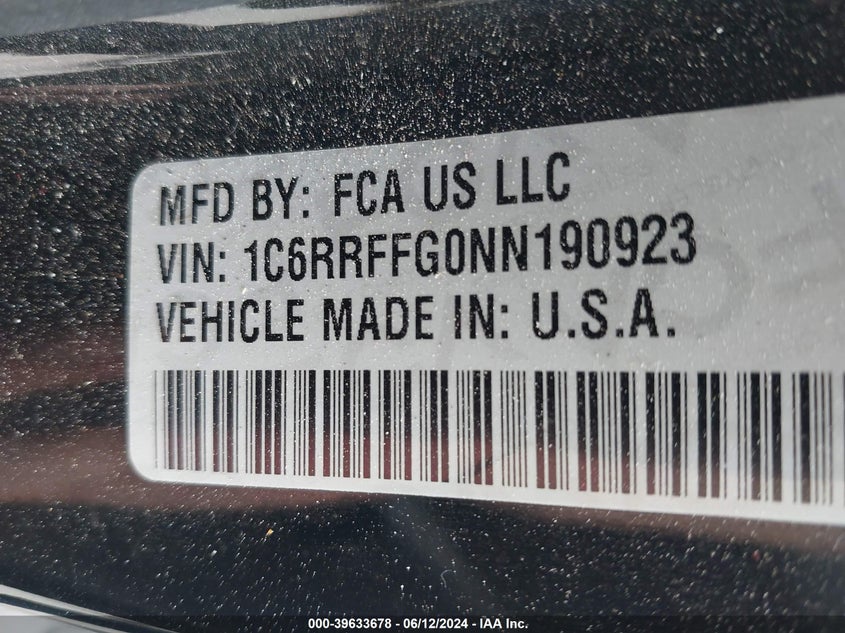 MFD BY: FCA US LLC
VIN: 1C6RRFFG0NN190923
VEHICLE MADE IN: U.S.A.
000-39633678 - 06/12/2024 - IAA Inc.